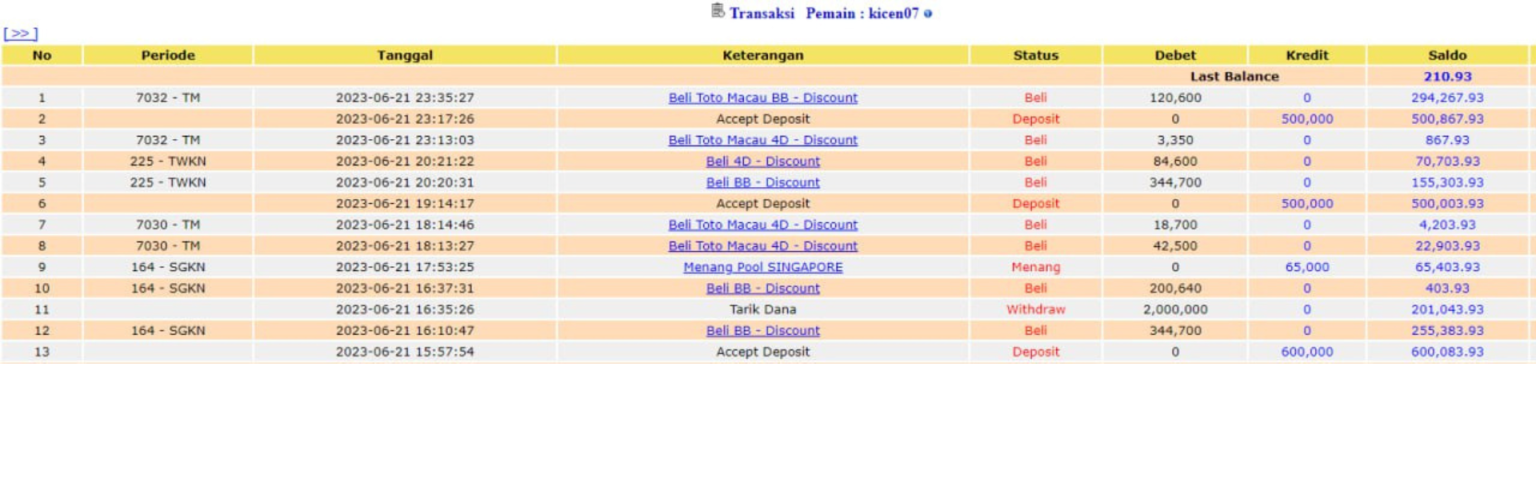 Transaksi Pemain : kicen07
[ >> ]
No Periode Tanggal Keterangan Status Debet Kredit Saldo
Last Balance 210.93
1 7032 - TM 2023-06-21 23:35:27 Beli Toto Macau BB - Discount Beli 120,600 0 294,267.93
2 2023-06-21 23:17:26 Accept Deposit Deposit 0 500,000 500,867.93
3 7032 - TM 2023-06-21 23:13:03 Beli Toto Macau 4D - Discount Beli 3,350 0 867.93
4 225 - TWKN 2023-06-21 20:21:22 Beli 4D - Discount Beli 84,600 0 70,703.93
5 225 - TWKN 2023-06-21 20:20:31 Beli BB - Discount Beli 344,700 0 155,303.93
6 2023-06-21 19:14:17 Accept Deposit Deposit 0 500,000 500,003.93
7 7030 - TM 2023-06-21 18:14:46 Beli Toto Macau 4D - Discount Beli 18,700 0 4,203.93
8 7030 - TM 2023-06-21 18:13:27 Beli Toto Macau 4D - Discount Beli 42,500 0 22,903.93
9 164 - SGKN 2023-06-21 17:53:25 Menang Pool SINGAPORE Menang 0 65,000 65,403.93
10 164 - SGKN 2023-06-21 16:37:31 Beli BB - Discount Beli 200,640 0 403.93
11 2023-06-21 16:35:26 Tarik Dana Withdraw 2,000,000 0 201,043.93
12 164 - SGKN 2023-06-21 16:10:47 Beli BB - Discount Beli 344,700 0 255,383.93
13 2023-06-21 15:57:54 Accept Deposit Deposit 0 600,000 600,083.93